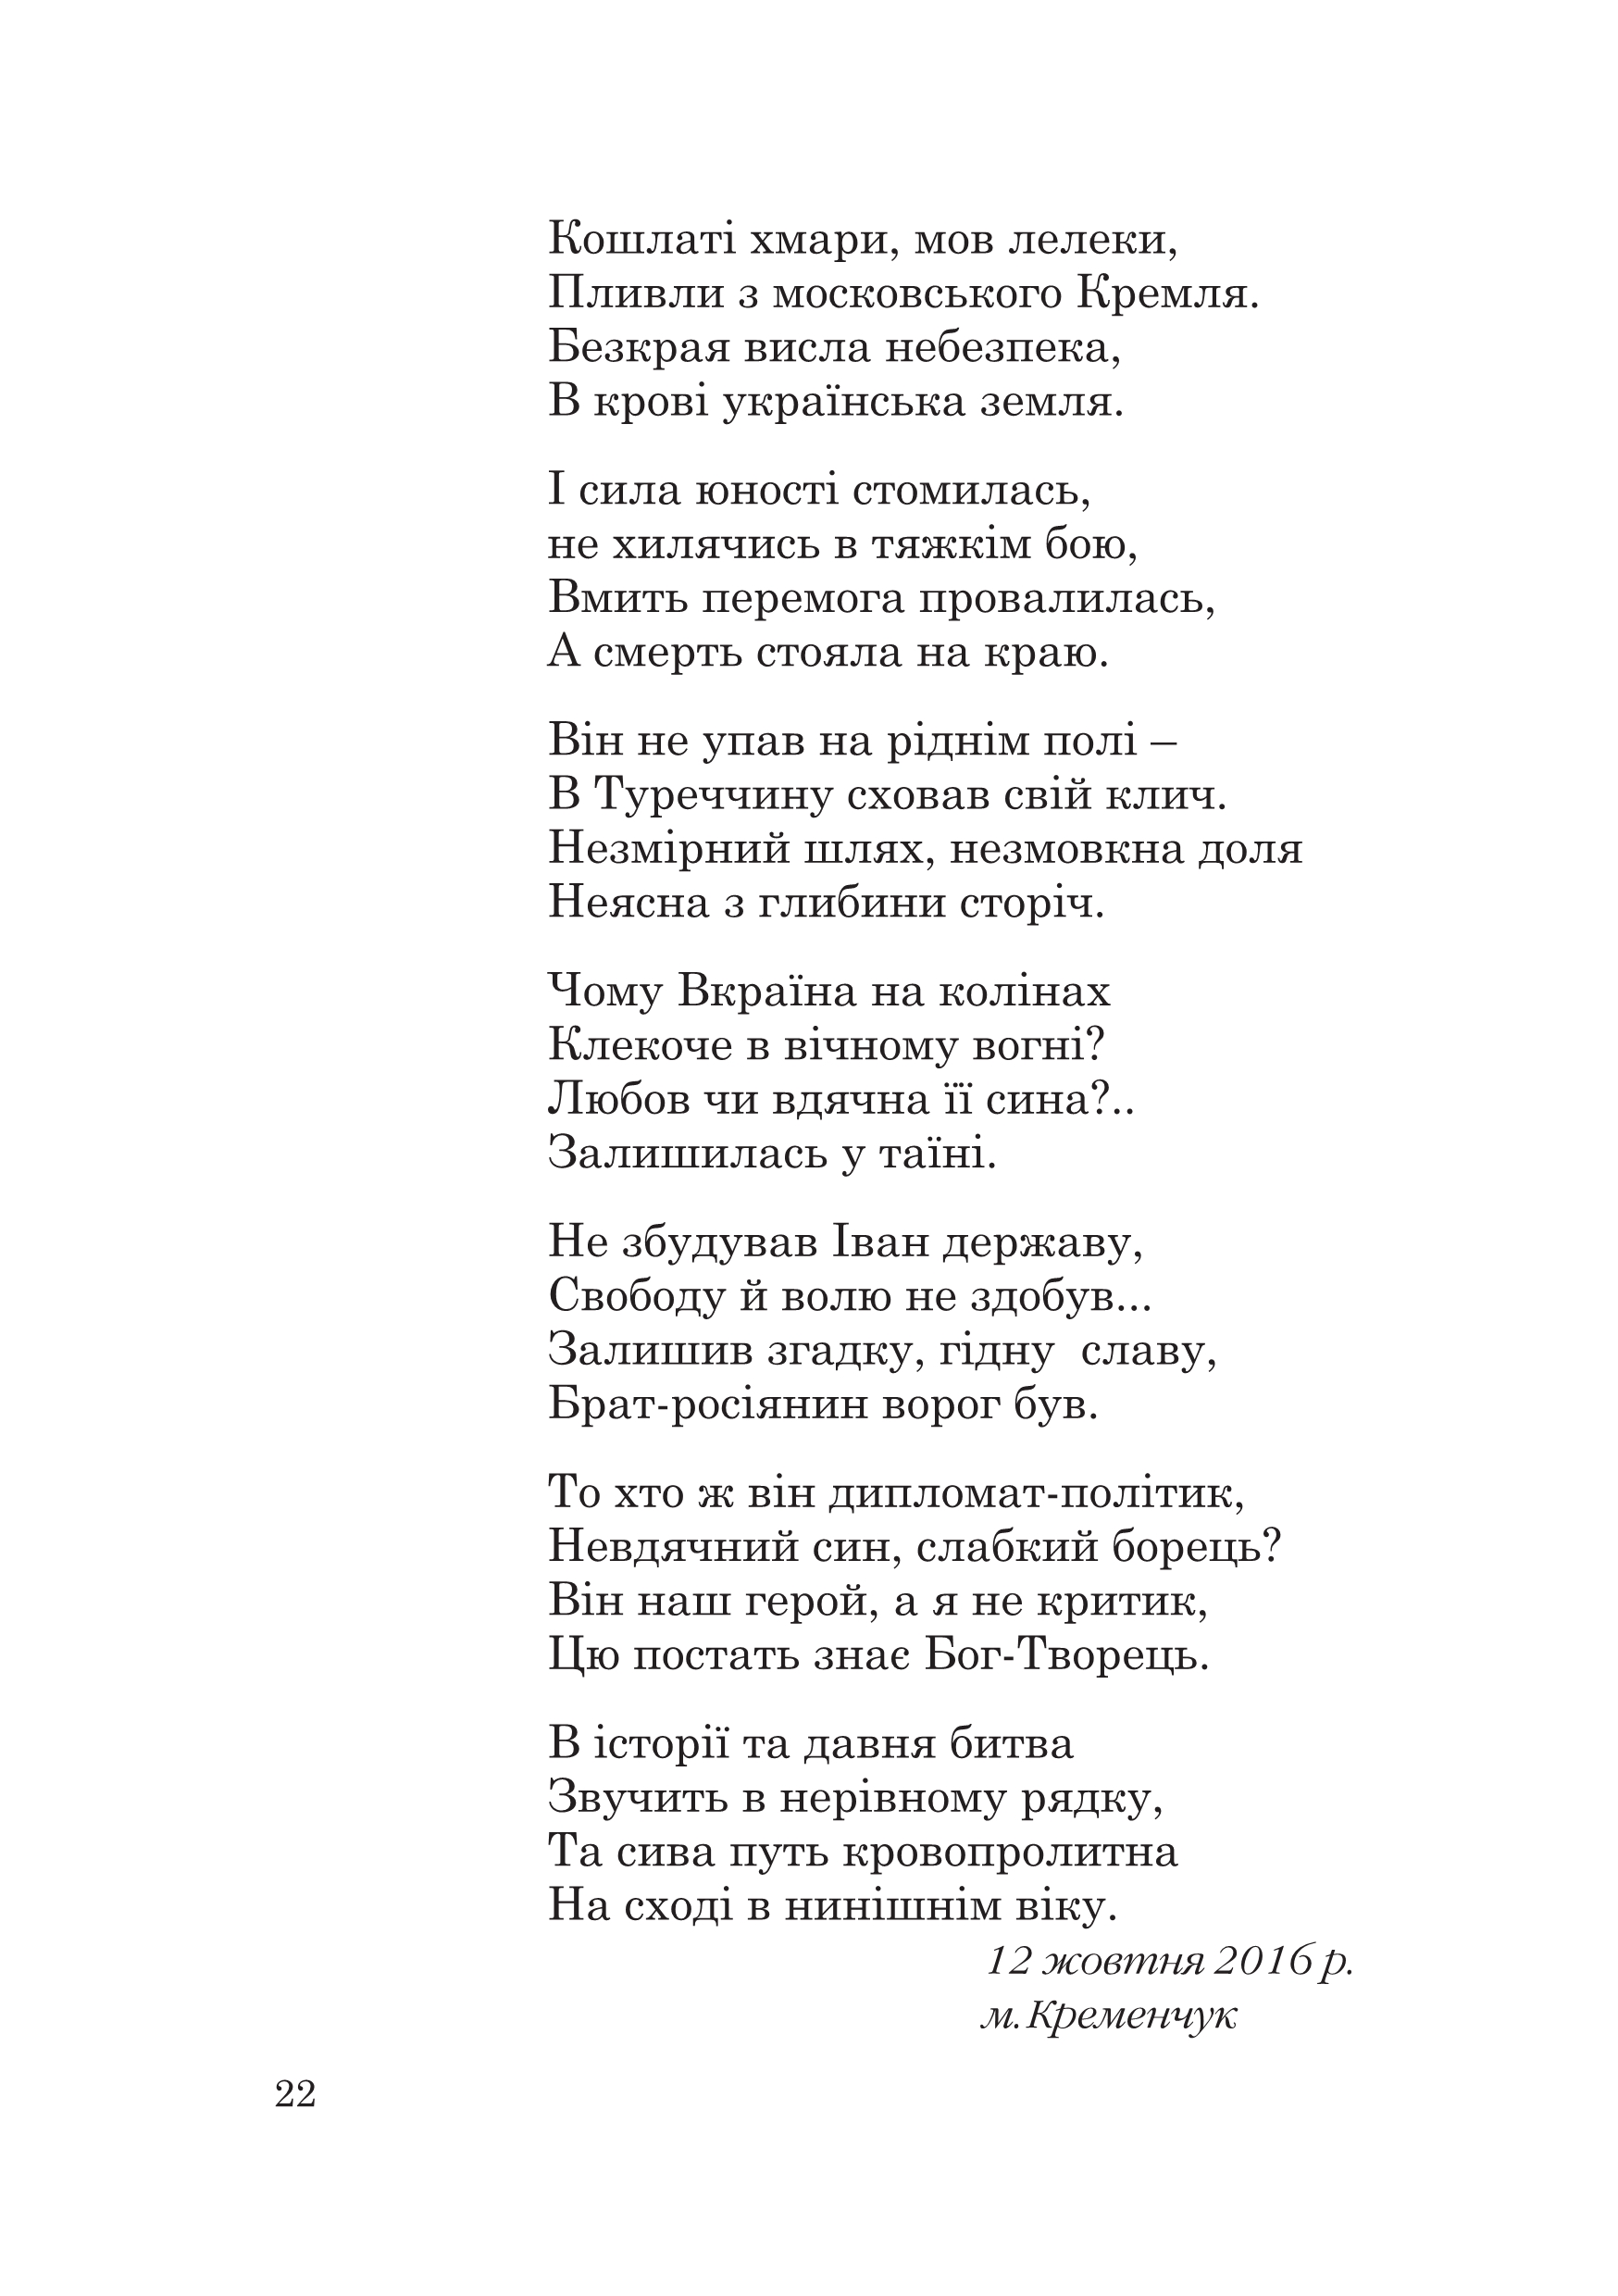 Кошлаті хмари, мов лелеки,
Пливли з московського Кремля.
Безкрая висла небезпека,
В крові українська земля.

І сила юності стомилась,
не хилячись в тяжкім бою,
Вмить перемога провалилась,
А смерть стояла на краю.

Він не упав на ріднім полі –
В Туреччину сховав свій клич.
Незмірний шлях, незмовкна доля
Неясна з глибини сторіч.

Чому Вкраїна на колінах
Клекоче в вічному вогні?
Любов чи вдячна її сина?..
Залишилась у таїні.

Не збудував Іван державу,
Свободу й волю не здобув...
Залишив згадку, гідну  славу,
Брат-росіянин ворог був.

То хто ж він дипломат-політик,
Невдячний син, слабкий борець?
Він наш герой, а я не критик,
Цю постать знає Бог-Творець.

В історії та давня битва
Звучить в нерівному рядку,
Та сива путь кровопролитна
На сході в нинішнім віку.
12 жовтня 2016 р.
м. Кременчук
22